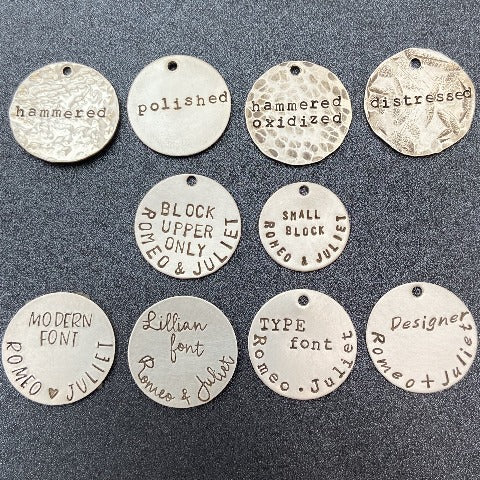 hammered
polished
hammered
oxidized
distressed
BLOCK
UPPER
ONLY
ROMEO & JULIET
SMALL
BLOCK
ROMEO & JULIET
MODERN
FONT
ROMEO ♥ JULIET
Lillian
font
Romeo & Juliet
TYPE
font
Romeo.Juliet
Designer
Romeo + Juliet